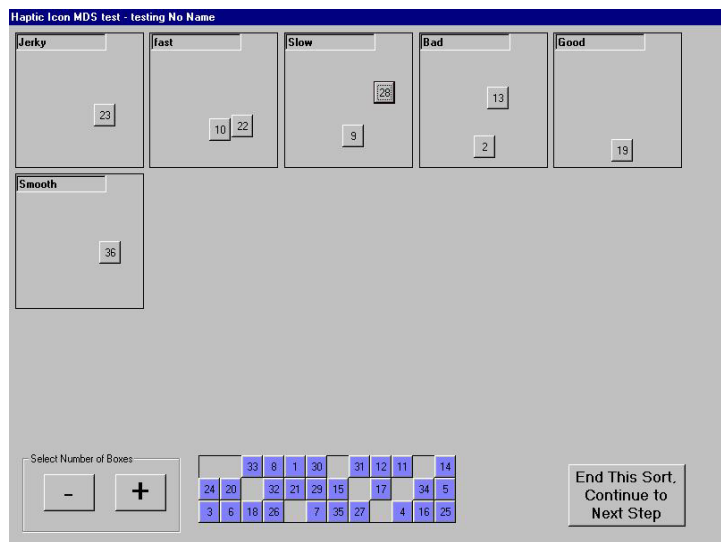 Haptic Icon MDS test - testing No Name
Jerky
fast
Slow
Bad
Good
23
10
22
28
9
13
2
19
Smooth
36
Select Number of Boxes
-
+
33 8 1 30 31 12 11 14
24 20 32 21 29 15 17 34 5
3 6 18 26 7 35 27 4 16 25
End This Sort,
Continue to
Next Step